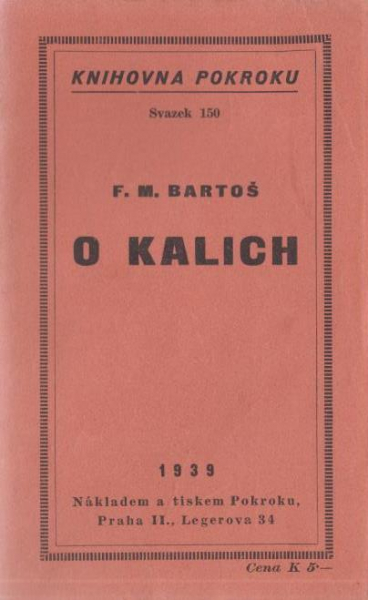 KNIHOVNA POKROKU
Svazek 150
F. M. BARTOŠ
O KALICH
1939
Nákladem a tiskem Pokroku,
Praha II., Legerova 34
Cena K 5·—